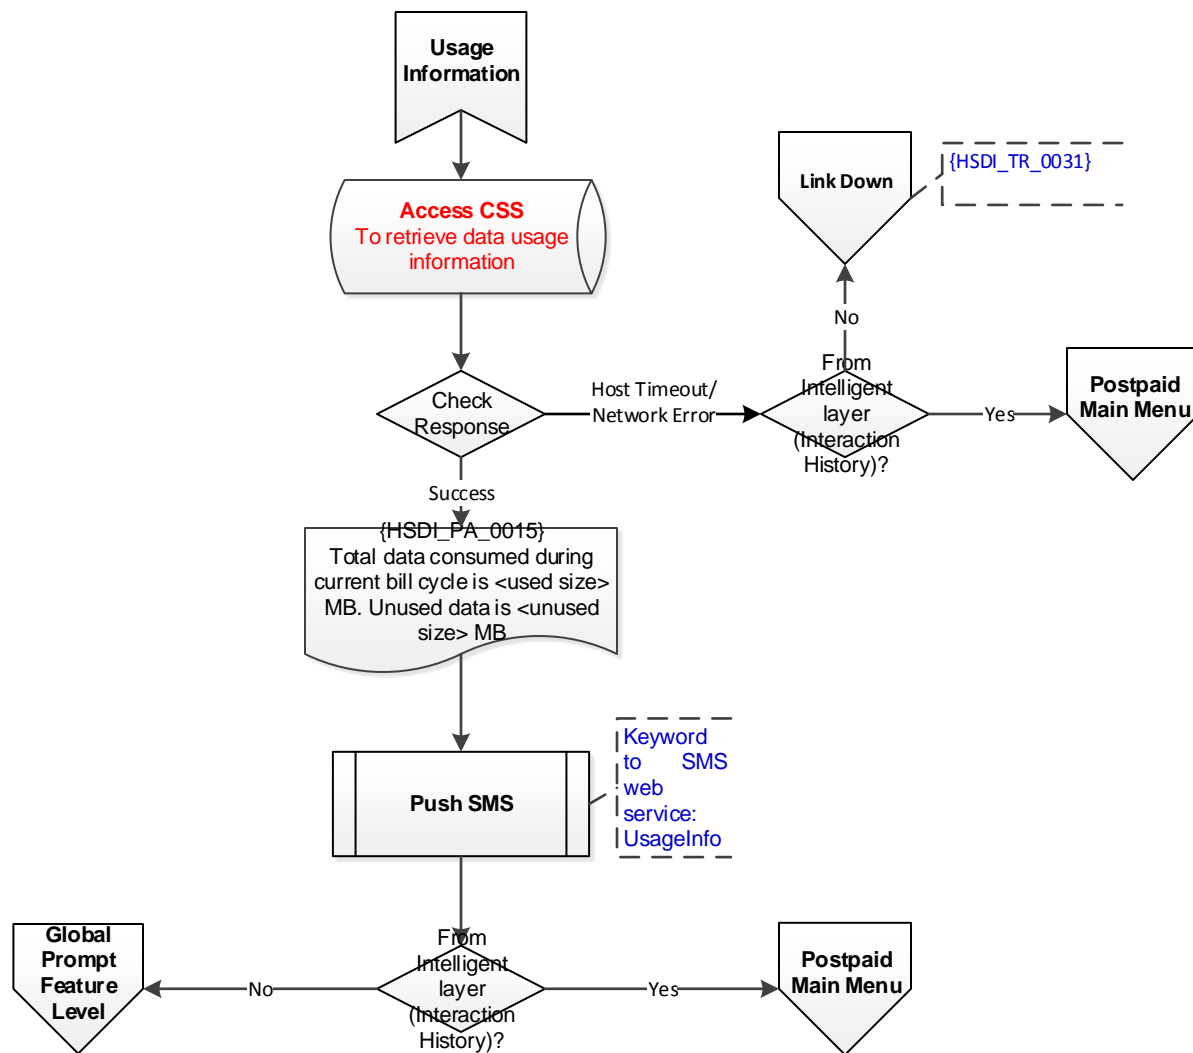 Usage
Information
Access CSS
To retrieve data usage
information
Link Down
{HSDI_TR_0031}
No
Check
Response
Host Timeout/
Network Error
From
Intelligent
layer
(Interaction
History)?
Yes
Postpaid
Main Menu
Success
{HSDI_PA_0015}
Total data consumed during
current bill cycle is <used size>
MB. Unused data is <unused
size> MB
Push SMS
Keyword
to SMS
web
service:
UsageInfo
Global
Prompt
Feature
Level
No
From
Intelligent
layer
(Interaction
History)?
Yes
Postpaid
Main Menu